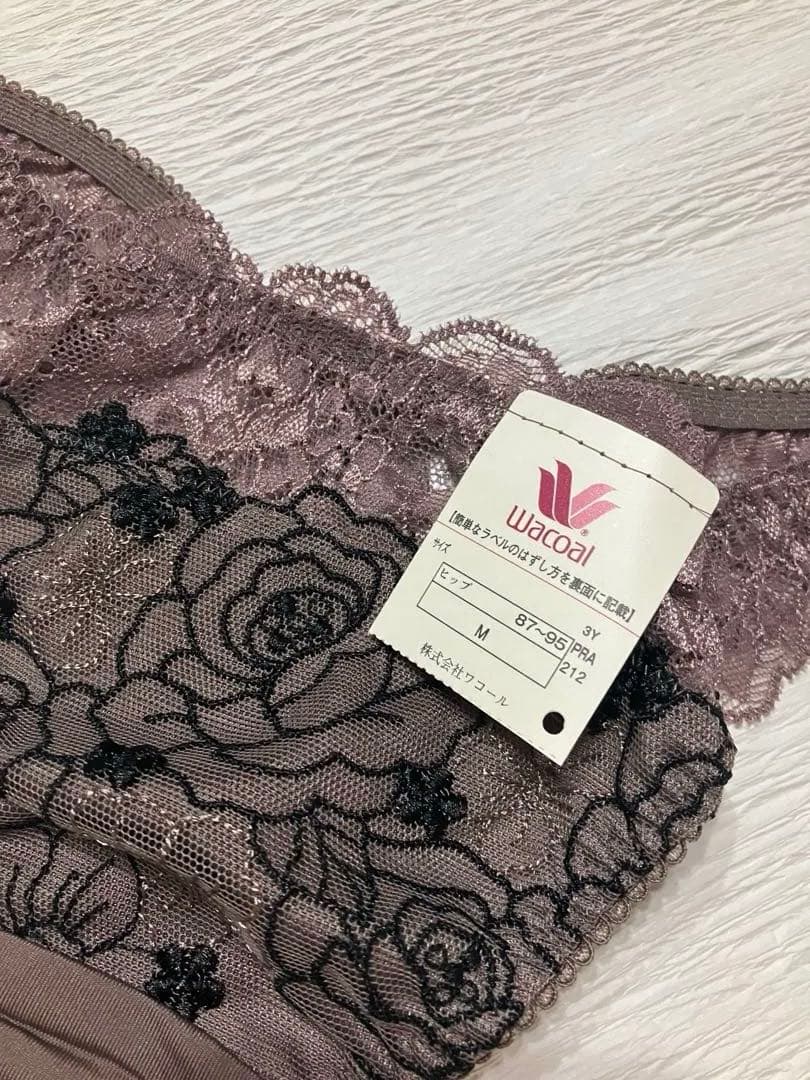 Wacoal
【簡単なラベルのはずし方を裏面に記載】
サイズ
ヒップ 87~95
M
3Y
PRA
212
株式会社ワコール